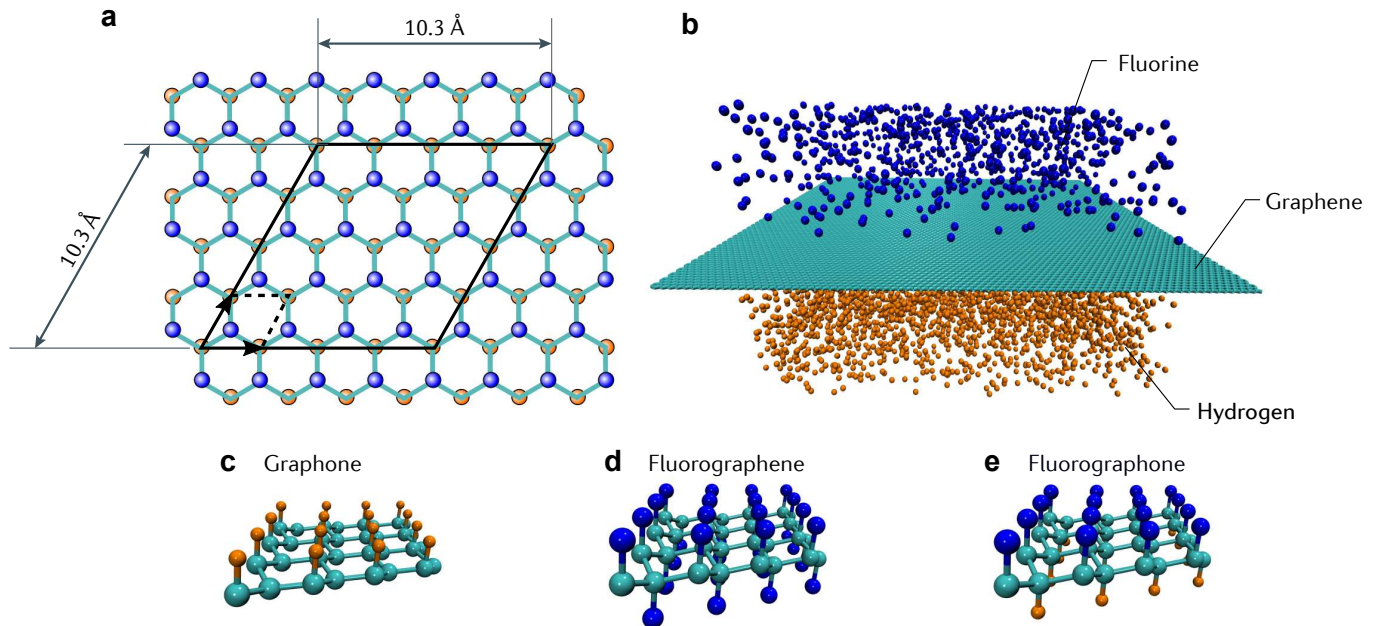 a
10.3 Å
10.3 Å
b
Fluorine
Graphene
Hydrogen
c Graphone
d Fluorographene
e Fluorographone